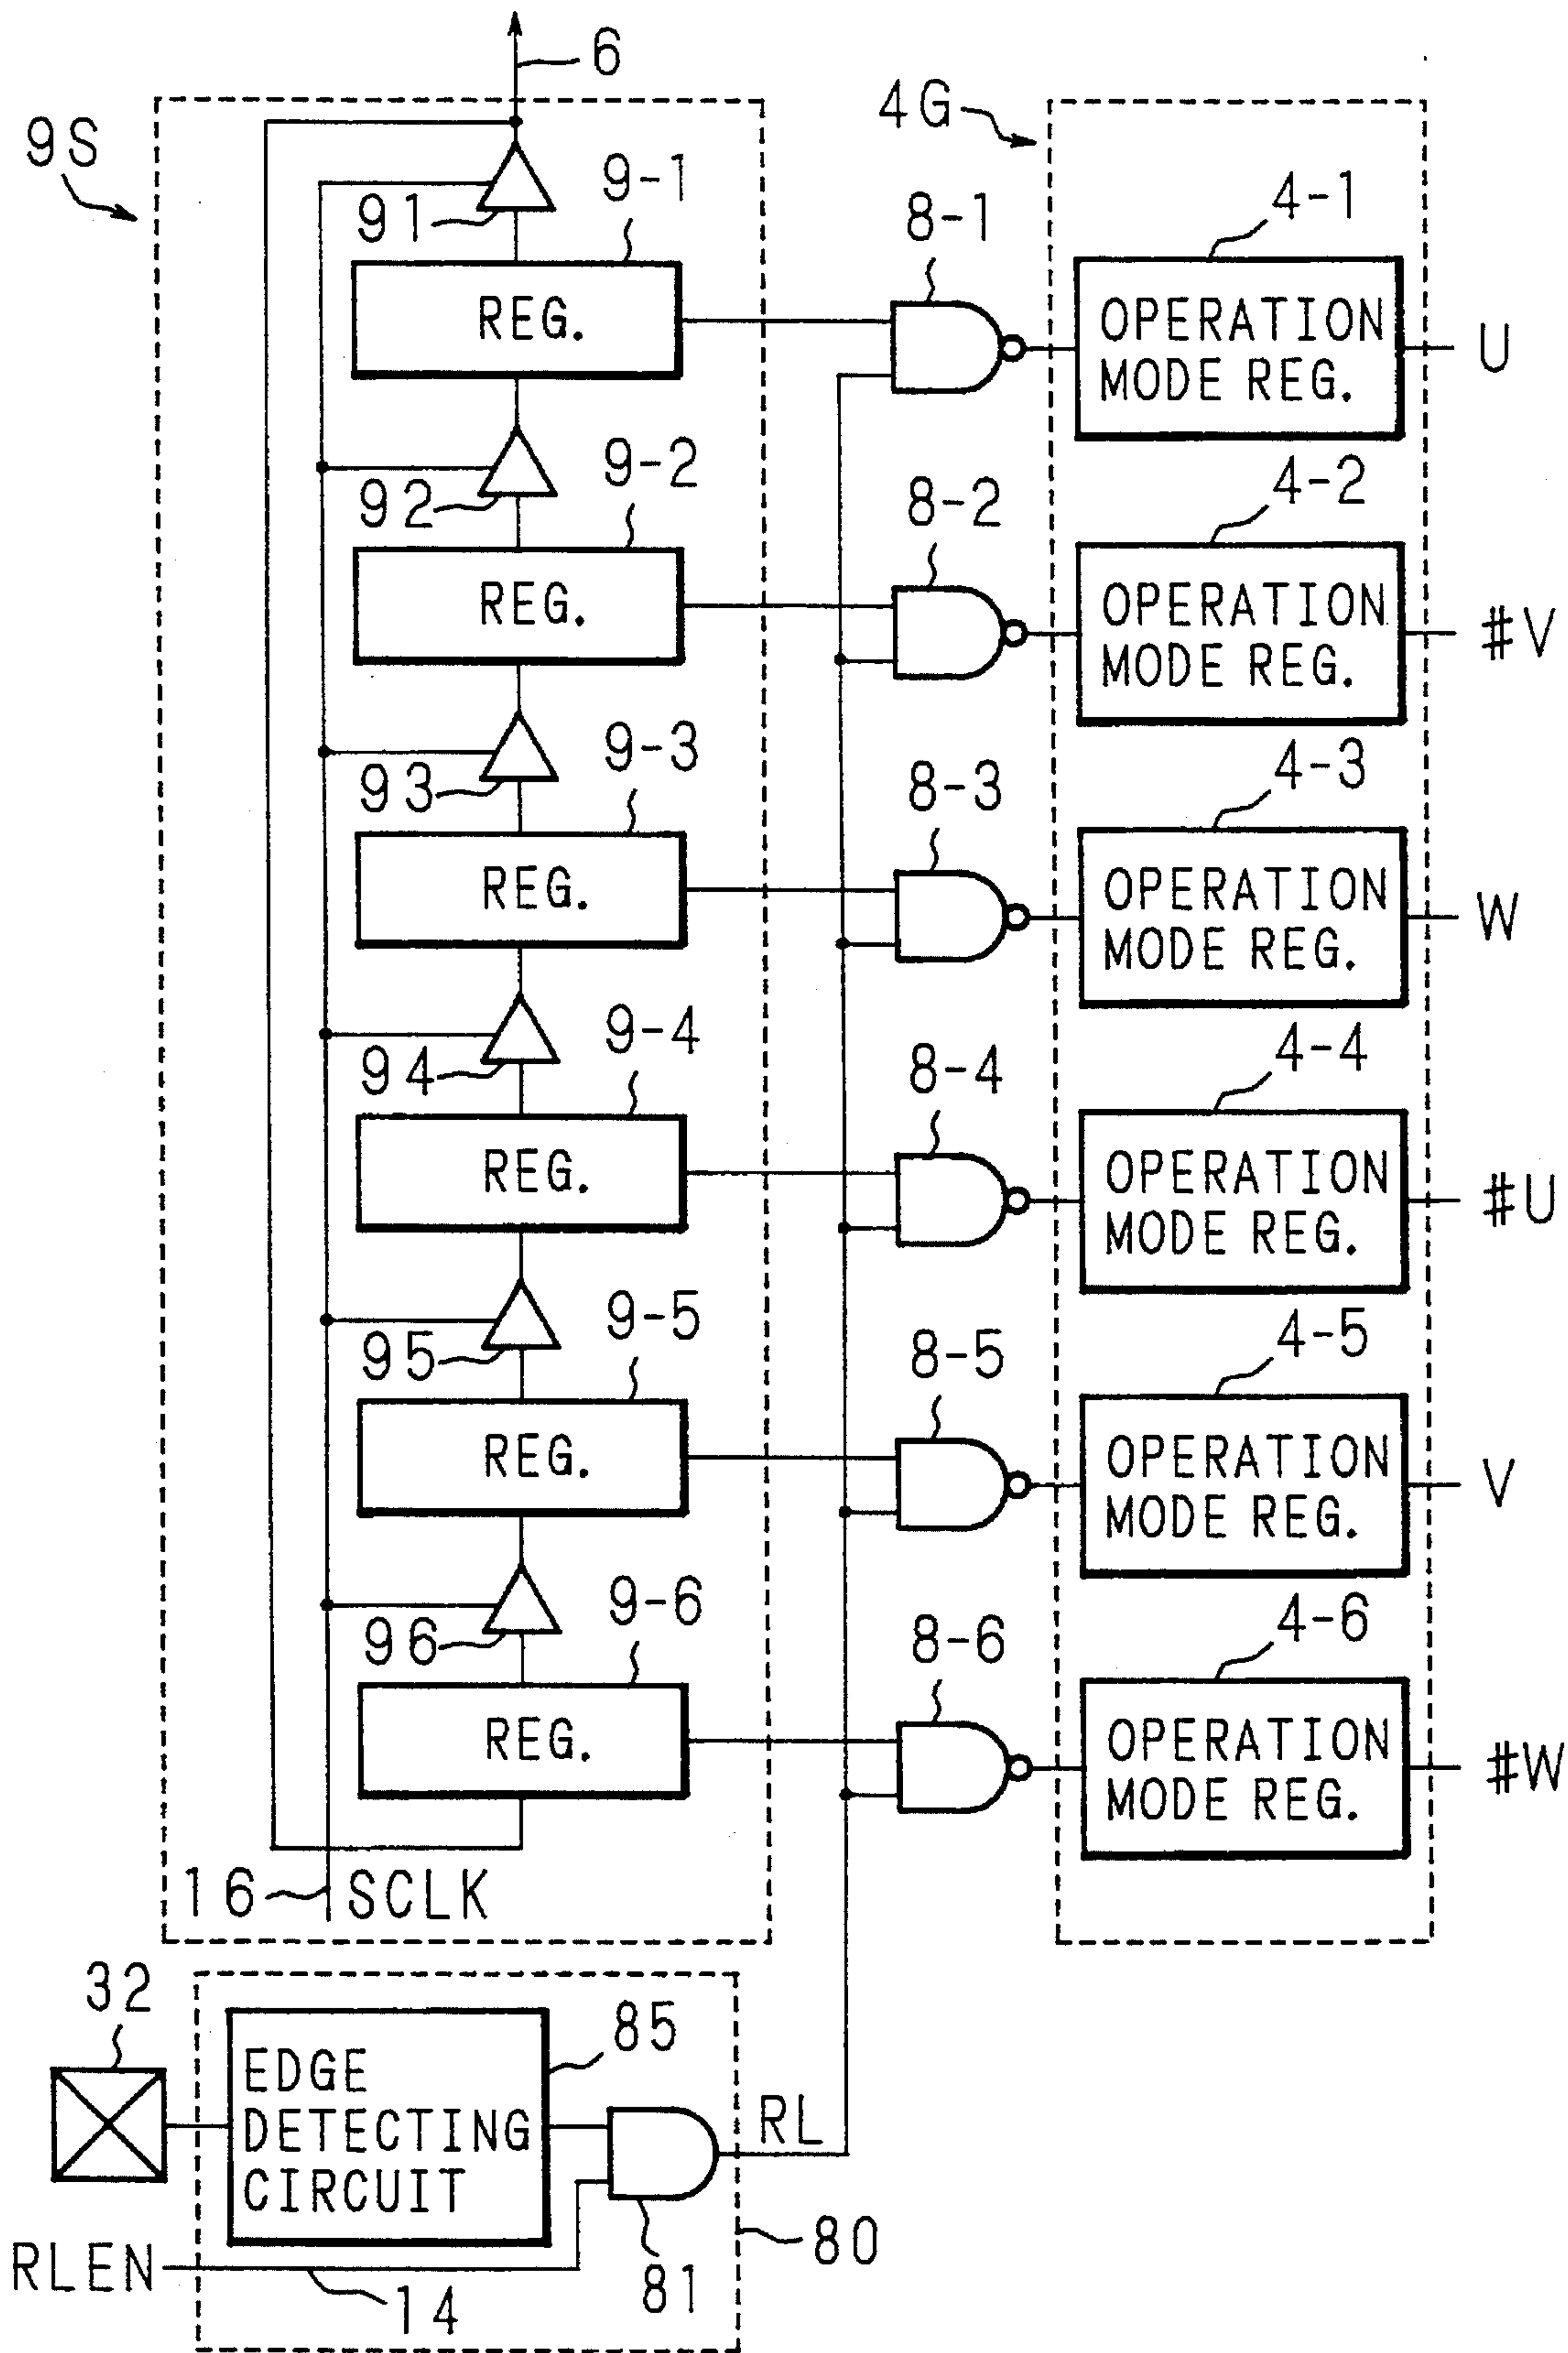 6
9S
4G
91
9-1
8-1
4-1
REG.
OPERATION
MODE REG.
U
92
9-2
8-2
4-2
REG.
OPERATION
MODE REG.
#V
93
9-3
8-3
4-3
REG.
OPERATION
MODE REG.
W
94
9-4
8-4
4-4
REG.
OPERATION
MODE REG.
#U
95
9-5
8-5
4-5
REG.
OPERATION
MODE REG.
V
96
9-6
8-6
4-6
REG.
OPERATION
MODE REG.
#W
16
SCLK
32
85
EDGE
DETECTING
CIRCUIT
RL
81
80
RLEN
14